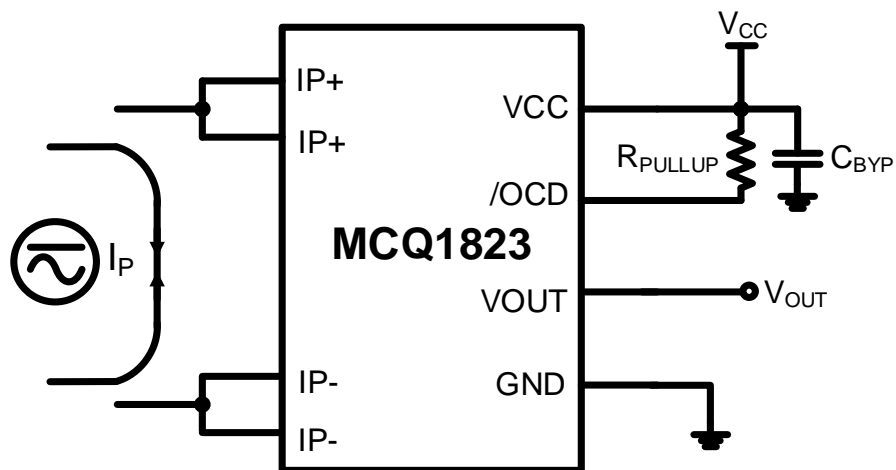 VCC
IP+
VCC
IP+
RPULLUP
CBYP
/OCD
MCQ1823
IP
VOUT
VOUT
IP-
GND
IP-